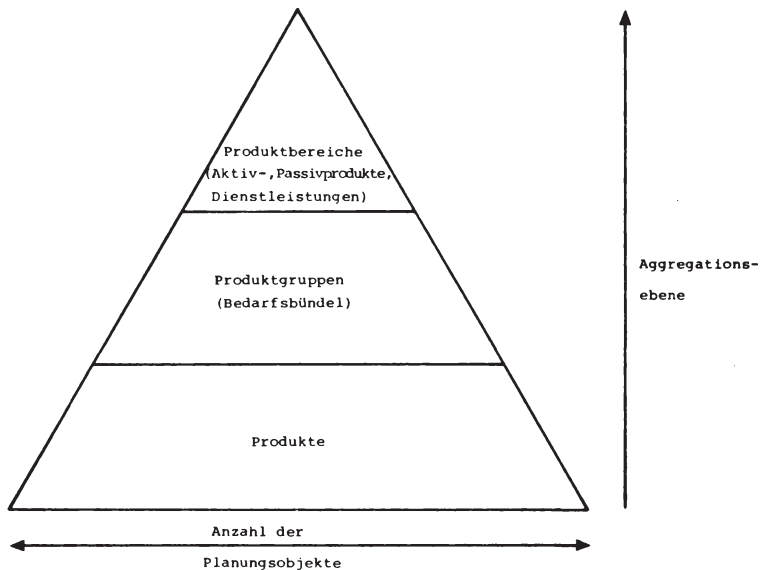 Produktbereiche
(Aktiv-,Passivprodukte,
Dienstleistungen)
Produktgruppen
(Bedarfsbündel)
Produkte
Aggregations-
ebene
Anzahl der
Planungsobjekte